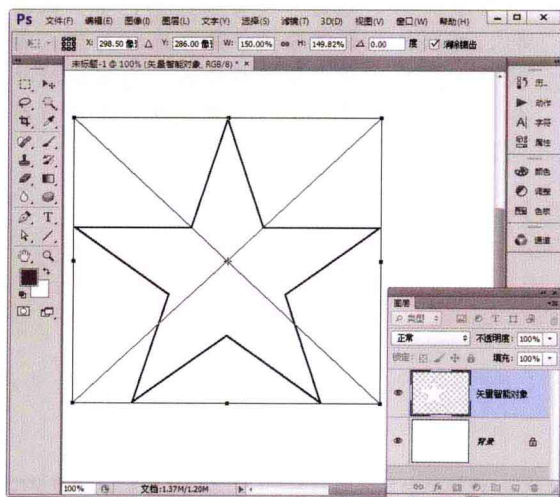 Ps 文件(F) 编辑(E) 图像(I) 图层(L) 文字(Y) 选择(S) 滤镜(T) 3D(D) 视图(V) 窗口(W) 帮助(H)
X: 298.50 像 Y: 286.00 像 W: 150.00% H: 149.82% 0.00 度 消除锯齿
未标题-1 @ 100% (矢量智能对象, RGB/8) * ×
历...
动作
字符
属性
颜色
调整
色板
通道
图层
类型
正常 不透明度: 100%
锁定: 填充: 100%
矢量智能对象
背景
100% 文档:1.37M/1.20M